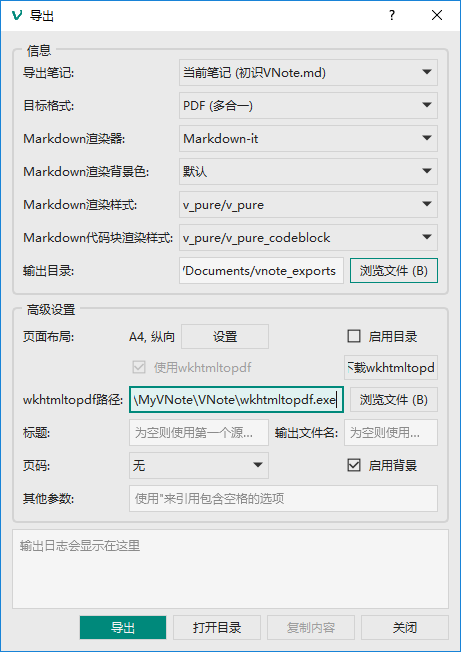 导出
信息
导出笔记: 当前笔记 (初识VNote.md)
目标格式: PDF (多合一)
Markdown渲染器: Markdown-it
Markdown渲染背景色: 默认
Markdown渲染样式: v_pure/v_pure
Markdown代码块渲染样式: v_pure/v_pure_codeblock
输出目录: /Documents/vnote_exports 浏览文件 (B)
高级设置
页面布局: A4, 纵向 设置 启用目录
使用wkhtmltopdf 下载wkhtmltopd
wkhtmltopdf路径: \MyVNote\VNote\wkhtmltopdf.exe 浏览文件 (B)
标题: 为空则使用第一个源... 输出文件名: 为空则使用...
页码: 无 启用背景
其他参数: 使用"来引用包含空格的选项
输出日志会显示在这里
导出 打开目录 复制内容 关闭